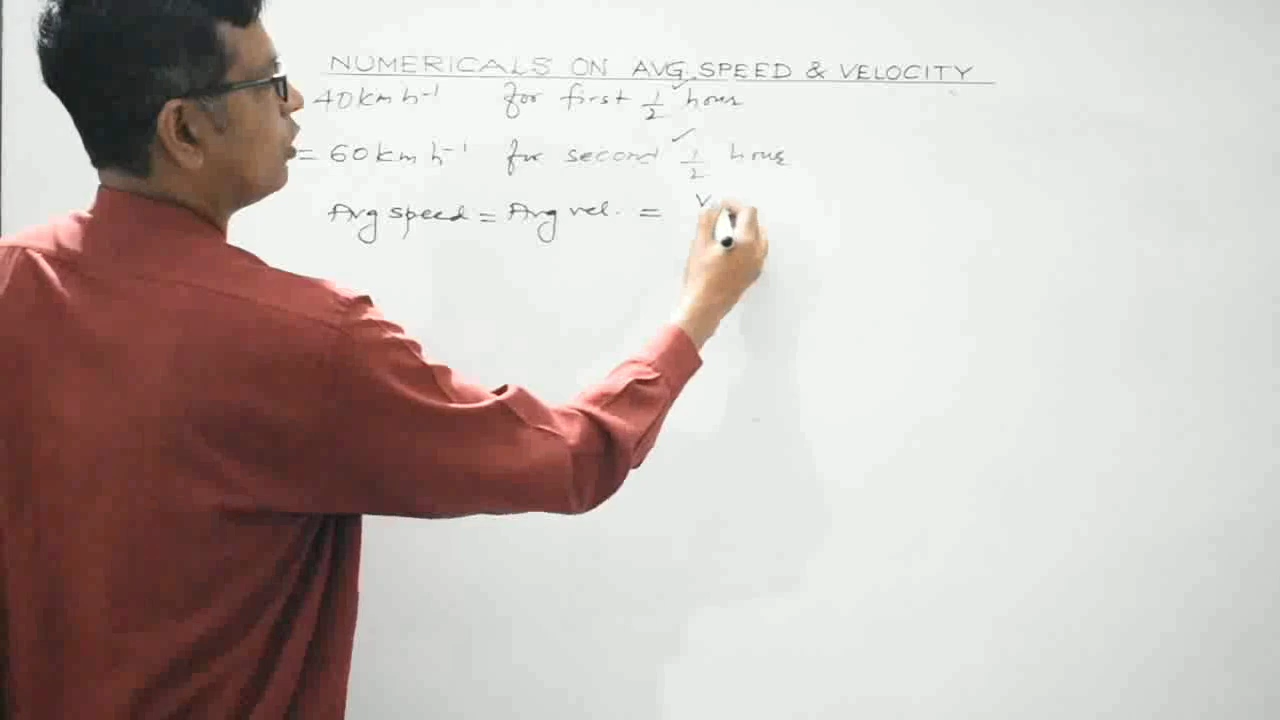 NUMERICALS ON AVG. SPEED & VELOCITY
40 km h⁻¹ for first 1/2 hour
= 60 km h⁻¹ for second 1/2 hour
Avg speed = Avg vel. = V